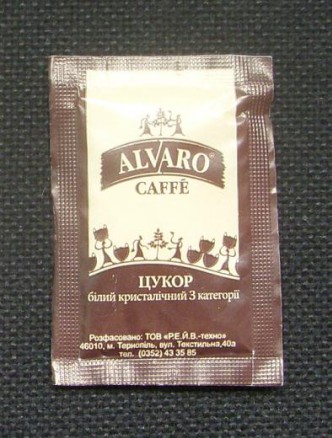 ALVARO
CAFFÈ
ЦУКОР
білий кристалічний 3 категорії
Розфасовано: ТОВ «Р.Е.Й.В.-техно»
46010, м. Тернопіль, вул. Текстильна,40а
тел. (0352) 43 35 85